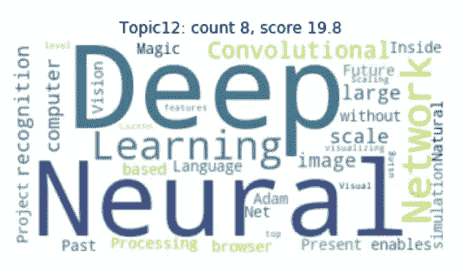 Topic12: count 8, score 19.8
level
Magic
Convolutional
Inside
Deep
Vision
computer
recognition
Future
large
scaling
features
without
Network
Learning
scale
visualizing
image
based
Language
Neural
Adam
Net
Visual
using
simulation
Natural
Project
Past
Processing
browser
top
Present
enables